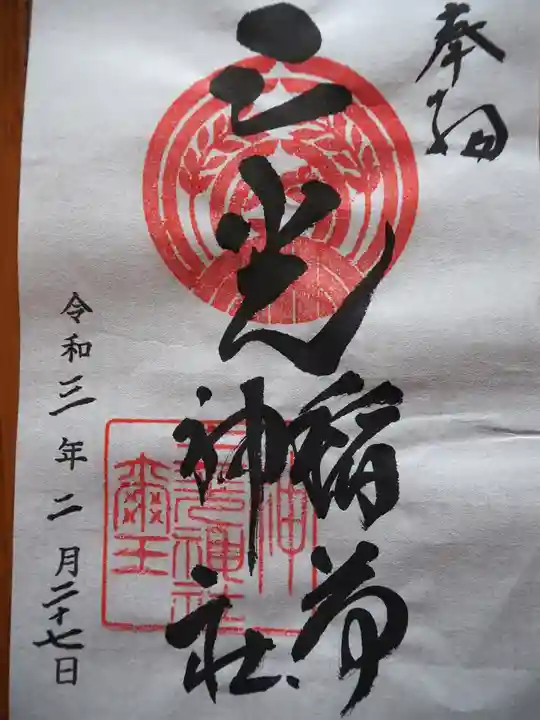 奉拝
三光
稲荷
神社
令和三年二月二十七日